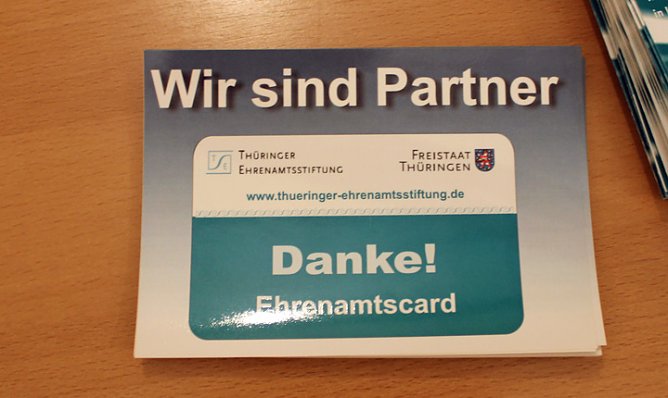 Wir sind Partner
THÜRINGER
EHRENAMTSSTIFTUNG
FREISTAAT
THÜRINGEN
www.thueringer-ehrenamtsstiftung.de
Danke!
Ehrenamtscard